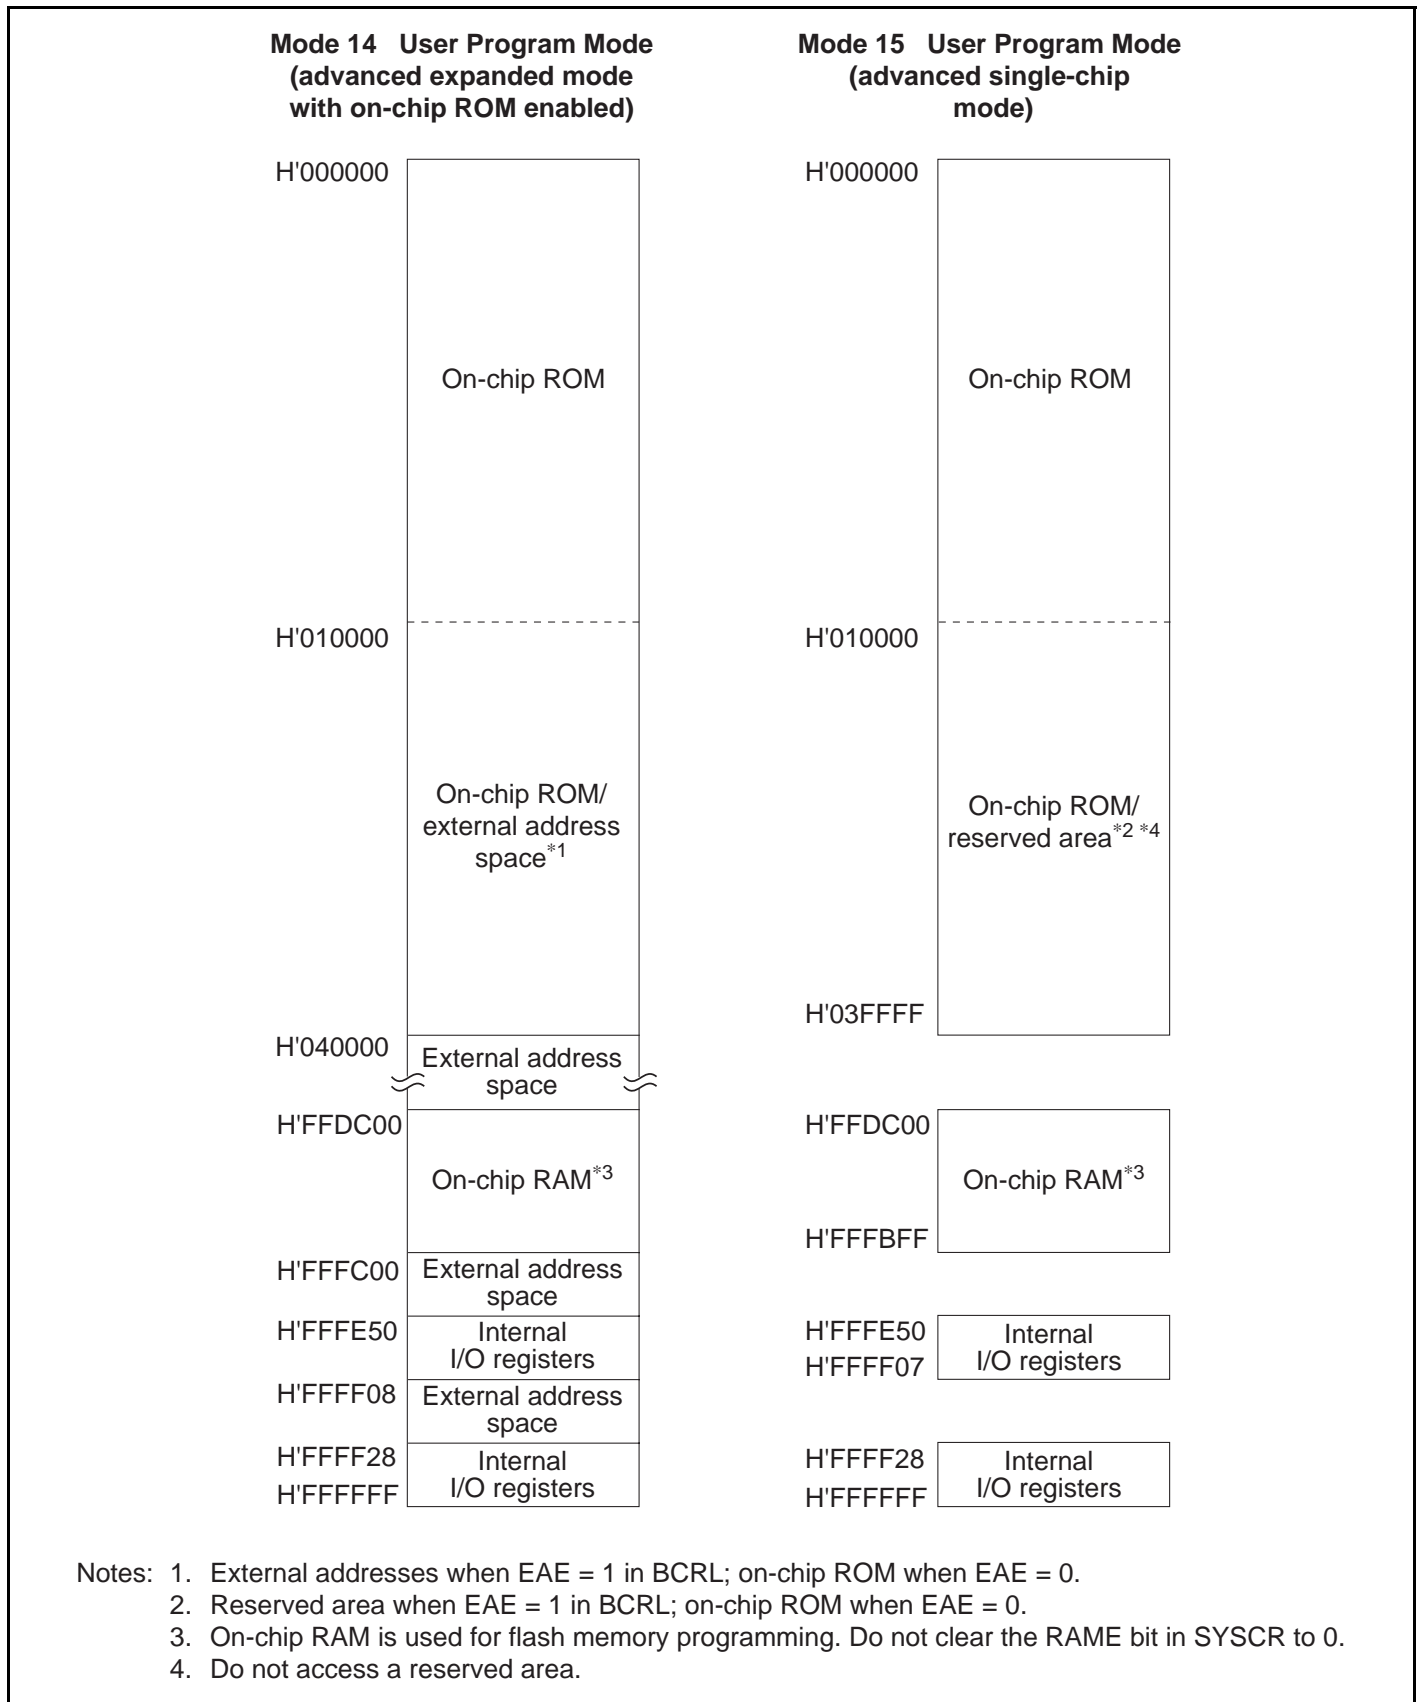 Mode 14 User Program Mode
(advanced expanded mode
with on-chip ROM enabled)
H'000000
On-chip ROM
H'010000
On-chip ROM/
external address
space*1
H'040000
External address
space
H'FFDC00
On-chip RAM*3
H'FFFC00
External address
space
H'FFFE50
Internal
I/O registers
H'FFFF08
External address
space
H'FFFF28
Internal
I/O registers
H'FFFFFF
Mode 15 User Program Mode
(advanced single-chip
mode)
H'000000
On-chip ROM
H'010000
On-chip ROM/
reserved area*2 *4
H'03FFFF
H'FFDC00
On-chip RAM*3
H'FFFBFF
H'FFFE50
Internal
I/O registers
H'FFFF07
H'FFFF28
Internal
I/O registers
H'FFFFFF
Notes: 1. External addresses when EAE = 1 in BCRL; on-chip ROM when EAE = 0.
2. Reserved area when EAE = 1 in BCRL; on-chip ROM when EAE = 0.
3. On-chip RAM is used for flash memory programming. Do not clear the RAME bit in SYSCR to 0.
4. Do not access a reserved area.